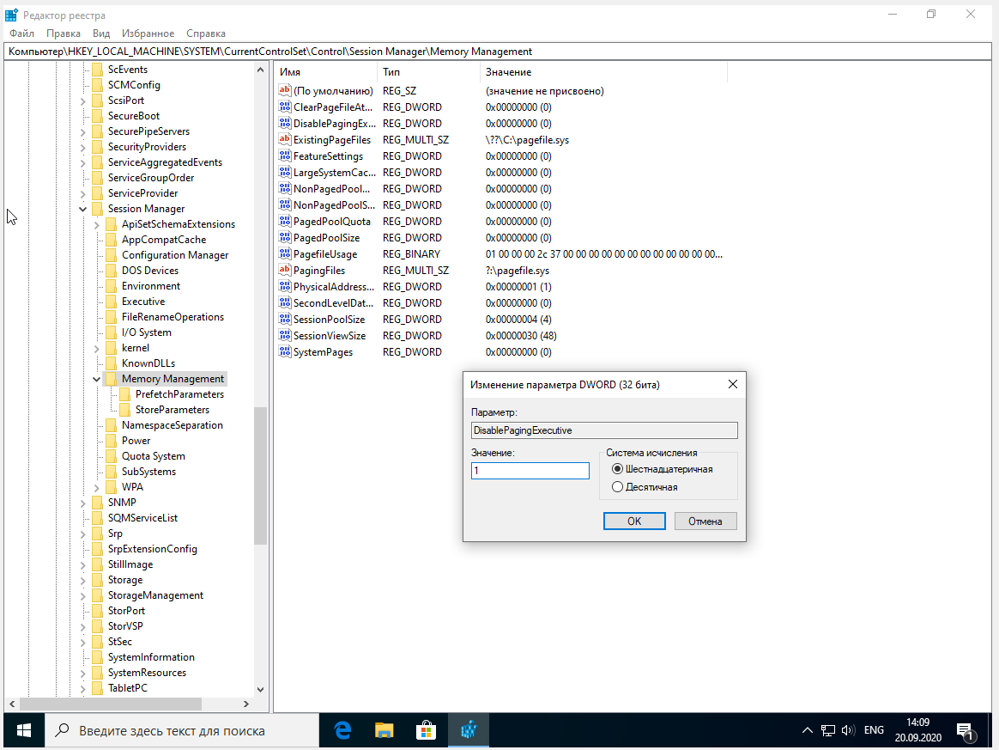 Редактор реестра
Файл Правка Вид Избранное Справка
Компьютер\HKEY_LOCAL_MACHINE\SYSTEM\CurrentControlSet\Control\Session Manager\Memory Management
ScEvents
SCMConfig
ScsiPort
SecureBoot
SecurePipeServers
SecurityProviders
ServiceAggregatedEvents
ServiceGroupOrder
ServiceProvider
Session Manager
ApiSetSchemaExtensions
AppCompatCache
Configuration Manager
DOS Devices
Environment
Executive
FileRenameOperations
I/O System
kernel
KnownDLLs
Memory Management
PrefetchParameters
StoreParameters
NamespaceSeparation
Power
Quota System
SubSystems
WPA
SNMP
SQMServiceList
Srp
SrpExtensionConfig
StillImage
Storage
StorageManagement
StorPort
StorVSP
StSec
SystemInformation
SystemResources
TabletPC
Имя Тип Значение
(По умолчанию) REG_SZ (значение не присвоено)
ClearPageFileAt... REG_DWORD 0x00000000 (0)
DisablePagingEx... REG_DWORD 0x00000000 (0)
ExistingPageFiles REG_MULTI_SZ \??\C:\pagefile.sys
FeatureSettings REG_DWORD 0x00000000 (0)
LargeSystemCac... REG_DWORD 0x00000000 (0)
NonPagedPool... REG_DWORD 0x00000000 (0)
NonPagedPoolS... REG_DWORD 0x00000000 (0)
PagedPoolQuota REG_DWORD 0x00000000 (0)
PagedPoolSize REG_DWORD 0x00000000 (0)
PagefileUsage REG_BINARY 01 00 00 00 2c 37 00 00 00 00 00 00 00 00 00 00 00 00...
PagingFiles REG_MULTI_SZ ?:\pagefile.sys
PhysicalAddress... REG_DWORD 0x00000001 (1)
SecondLevelDat... REG_DWORD 0x00000000 (0)
SessionPoolSize REG_DWORD 0x00000004 (4)
SessionViewSize REG_DWORD 0x00000030 (48)
SystemPages REG_DWORD 0x00000000 (0)
Изменение параметра DWORD (32 бита)
Параметр:
DisablePagingExecutive
Значение:
1
Система исчисления
Шестнадцатеричная
Десятичная
OK Отмена
Введите здесь текст для поиска
ENG
14:09
20.09.2020
1